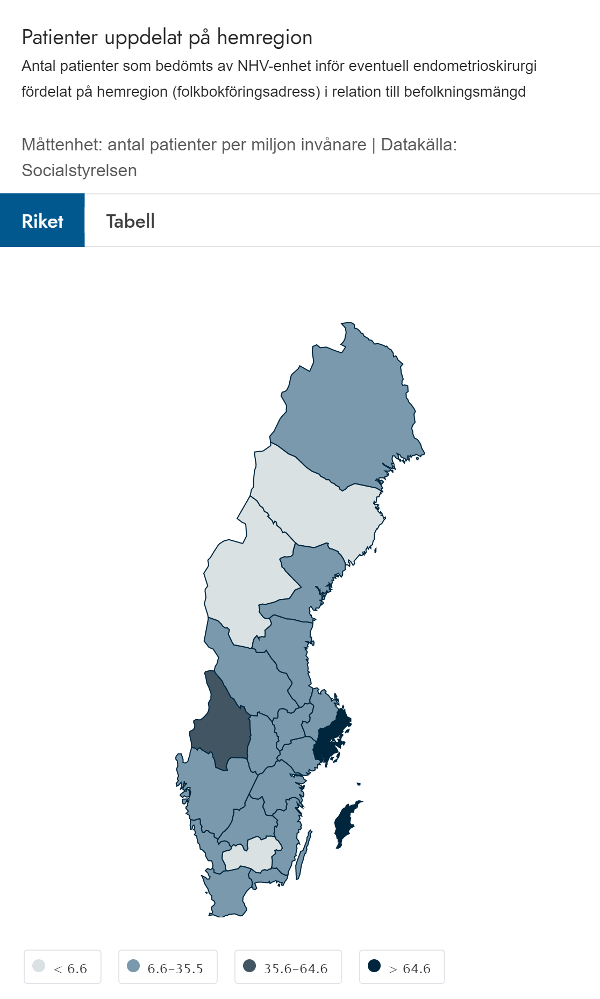 Patienter uppdelat på hemregion
Antal patienter som bedömts av NHV-enhet inför eventuell endometrioskirurgi
fördelat på hemregion (folkbokföringsadress) i relation till befolkningsmängd
Måttenhet: antal patienter per miljon invånare | Datakälla:
Socialstyrelsen
Riket Tabell
< 6.6 6.6–35.5 35.6–64.6 > 64.6